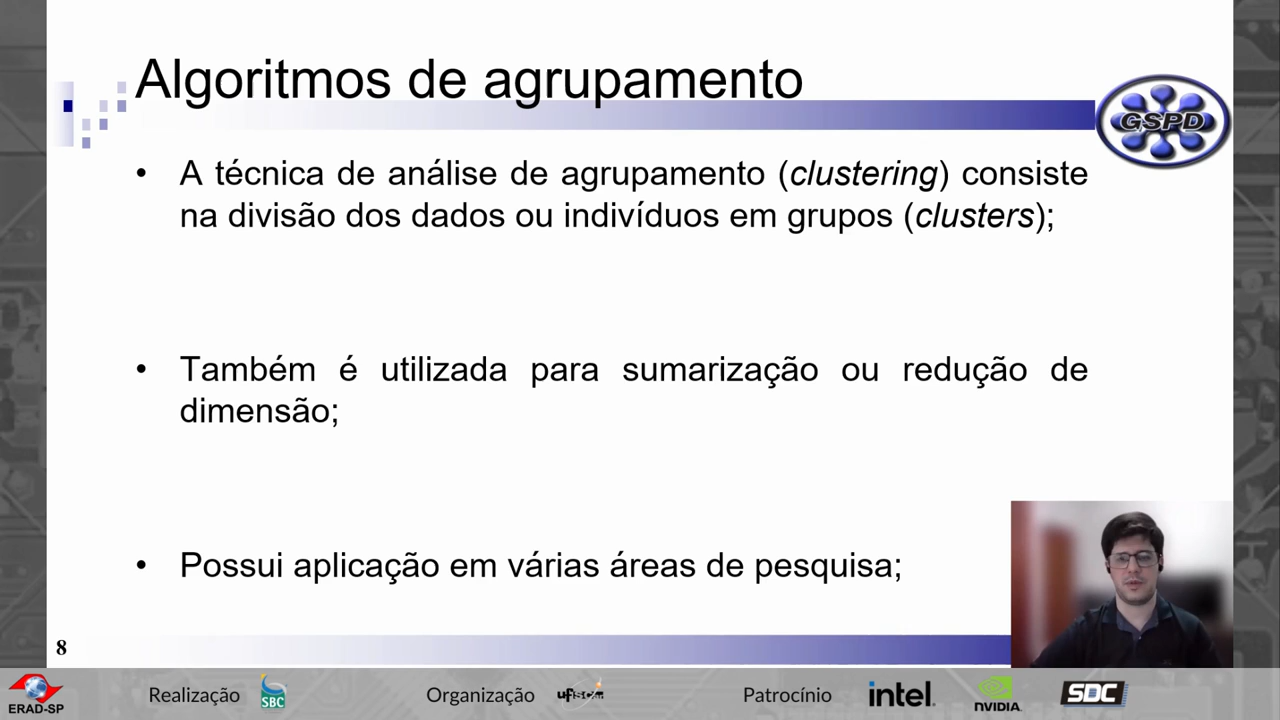 Algoritmos de agrupamento
GSPD
• A técnica de análise de agrupamento (clustering) consiste
na divisão dos dados ou indivíduos em grupos (clusters);
• Também é utilizada para sumarização ou redução de
dimensão;
• Possui aplicação em várias áreas de pesquisa;
8
ERAD-SP
Realização
SBC
Organização
ufscar
Patrocínio
intel.
NVIDIA.
SDC